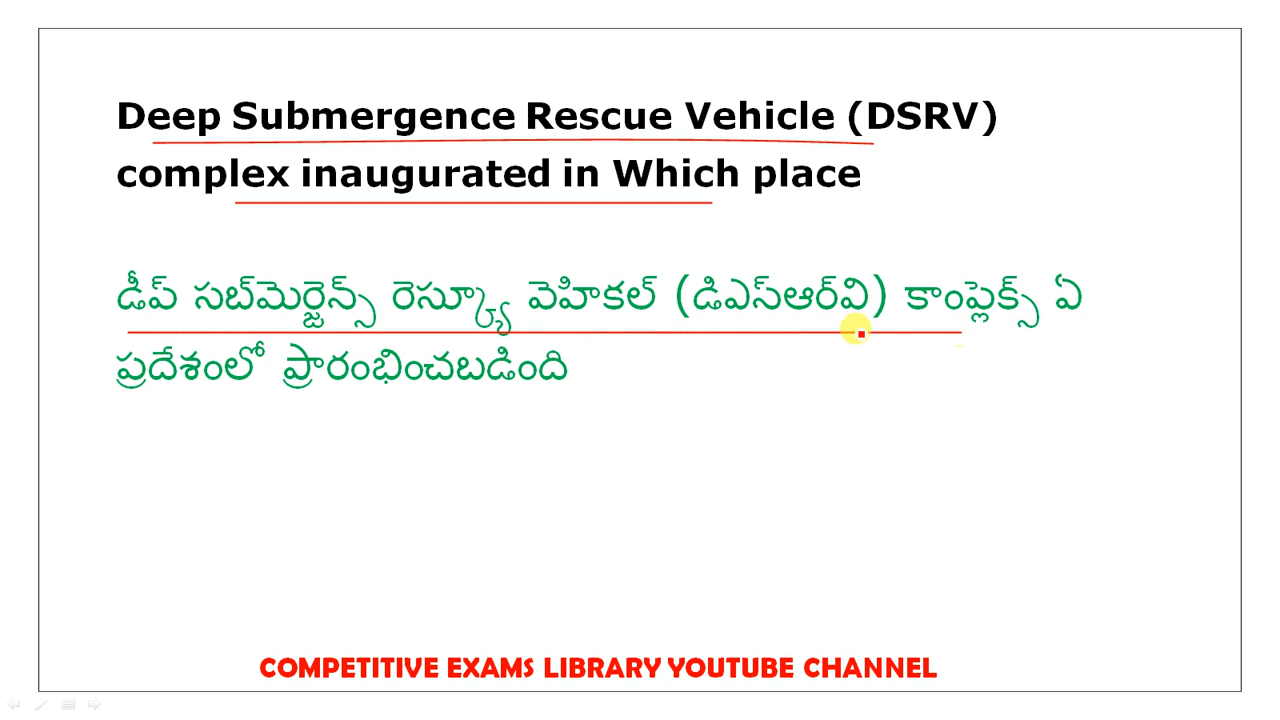 Deep Submergence Rescue Vehicle (DSRV)
complex inaugurated in Which place
డీప్ సబ్‌మెర్జెన్స్ రెస్క్యూ వెహికల్ (డిఎస్ఆర్‌వి) కాంప్లెక్స్ ఏ
ప్రదేశంలో ప్రారంభించబడింది
COMPETITIVE EXAMS LIBRARY YOUTUBE CHANNEL